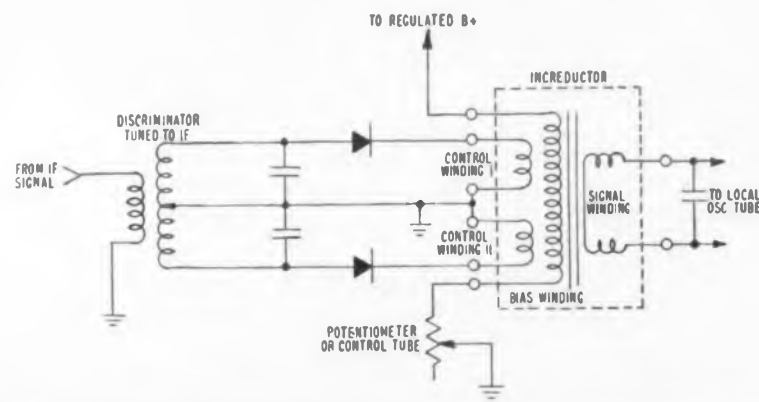 TO REGULATED B+
INCREDUCTOR
DISCRIMINATOR
TUNED TO IF
FROM IF
SIGNAL
CONTROL
WINDING I
SIGNAL
WINDING
TO LOCAL
OSC TUBE
CONTROL
WINDING II
BIAS WINDING
POTENTIOMETER
OR CONTROL TUBE